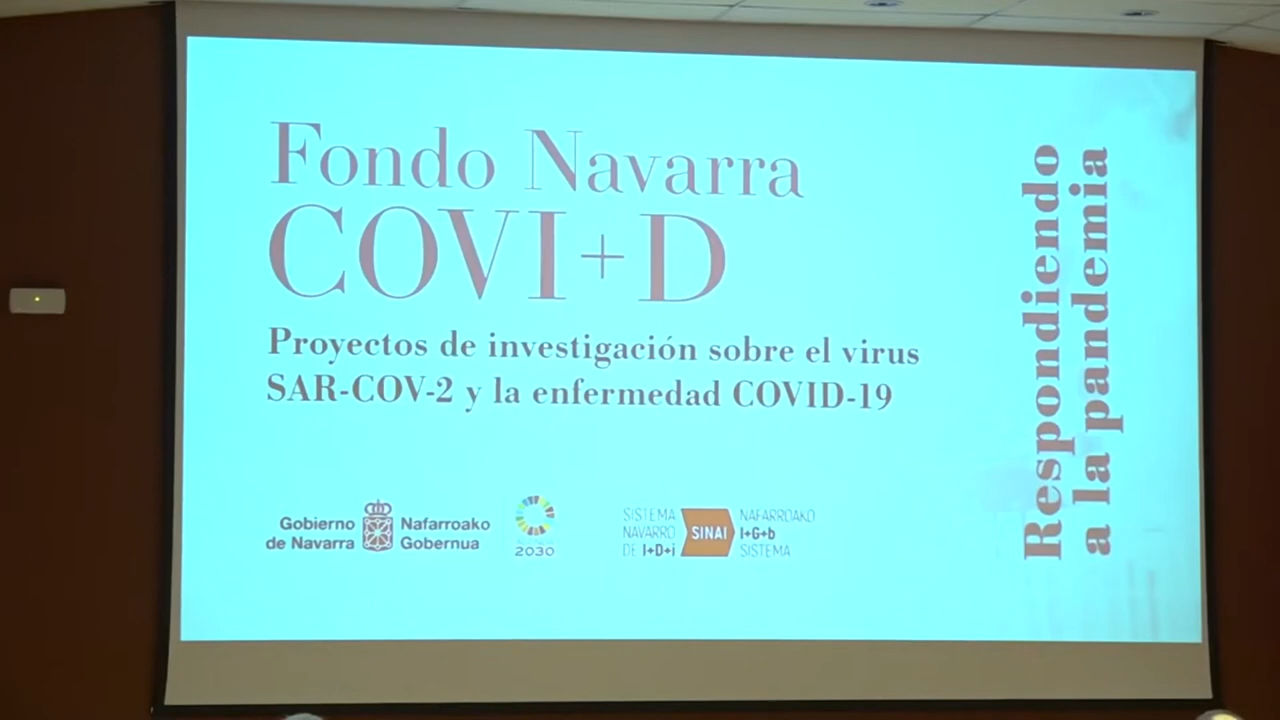 Fondo Navarra
COVI+D
Proyectos de investigación sobre el virus
SAR-COV-2 y la enfermedad COVID-19
Respondiendo
a la pandemia
Gobierno
de Navarra
Nafarroako
Gobernua
2030
SISTEMA
NAVARRO
DE I+D+i
SINAI
NAFARROAKO
I+G+b
SISTEMA